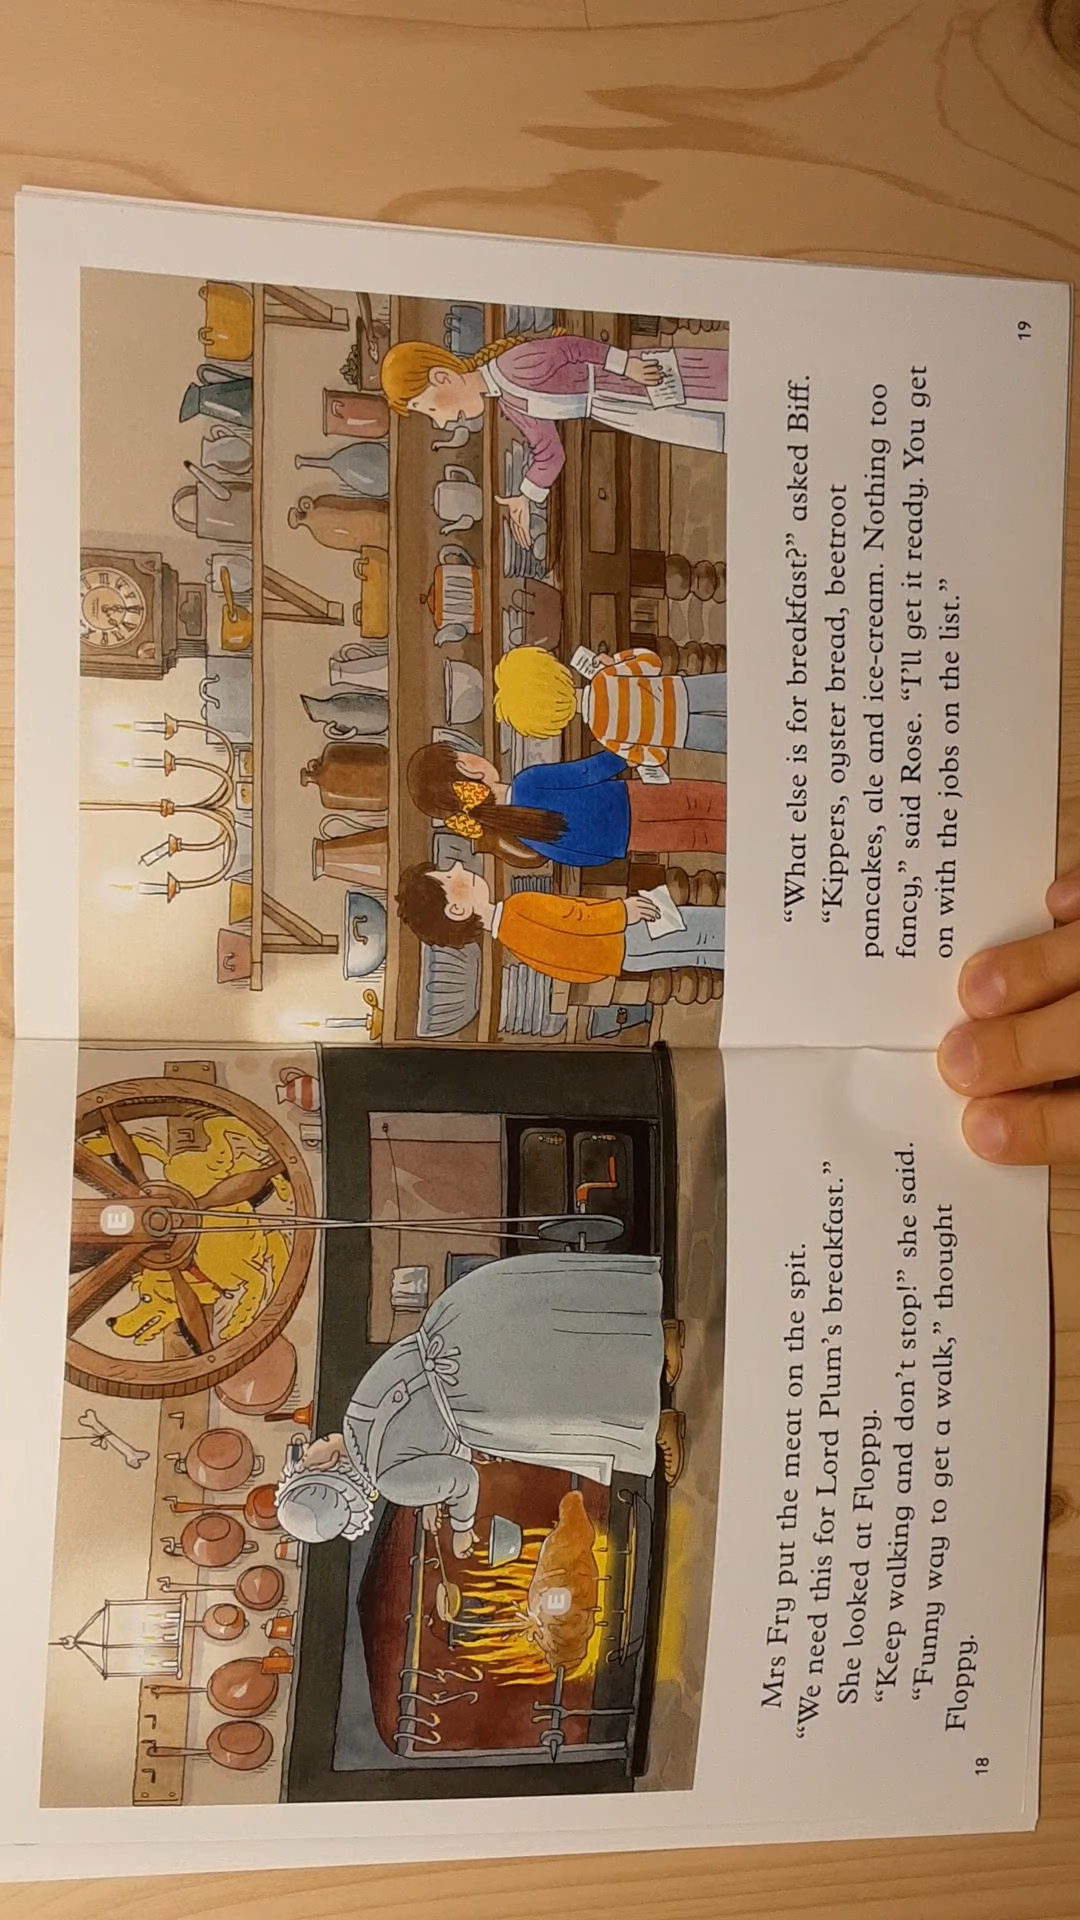 Mrs Fry put the meat on the spit.
“We need this for Lord Plum’s breakfast.”
She looked at Floppy.
“Keep walking and don’t stop!” she said.
“Funny way to get a walk,” thought
Floppy.
18
“What else is for breakfast?” asked Biff.
“Kippers, oyster bread, beetroot
pancakes, ale and ice-cream. Nothing too
fancy,” said Rose. “I’ll get it ready. You get
on with the jobs on the list.”
19
E
E